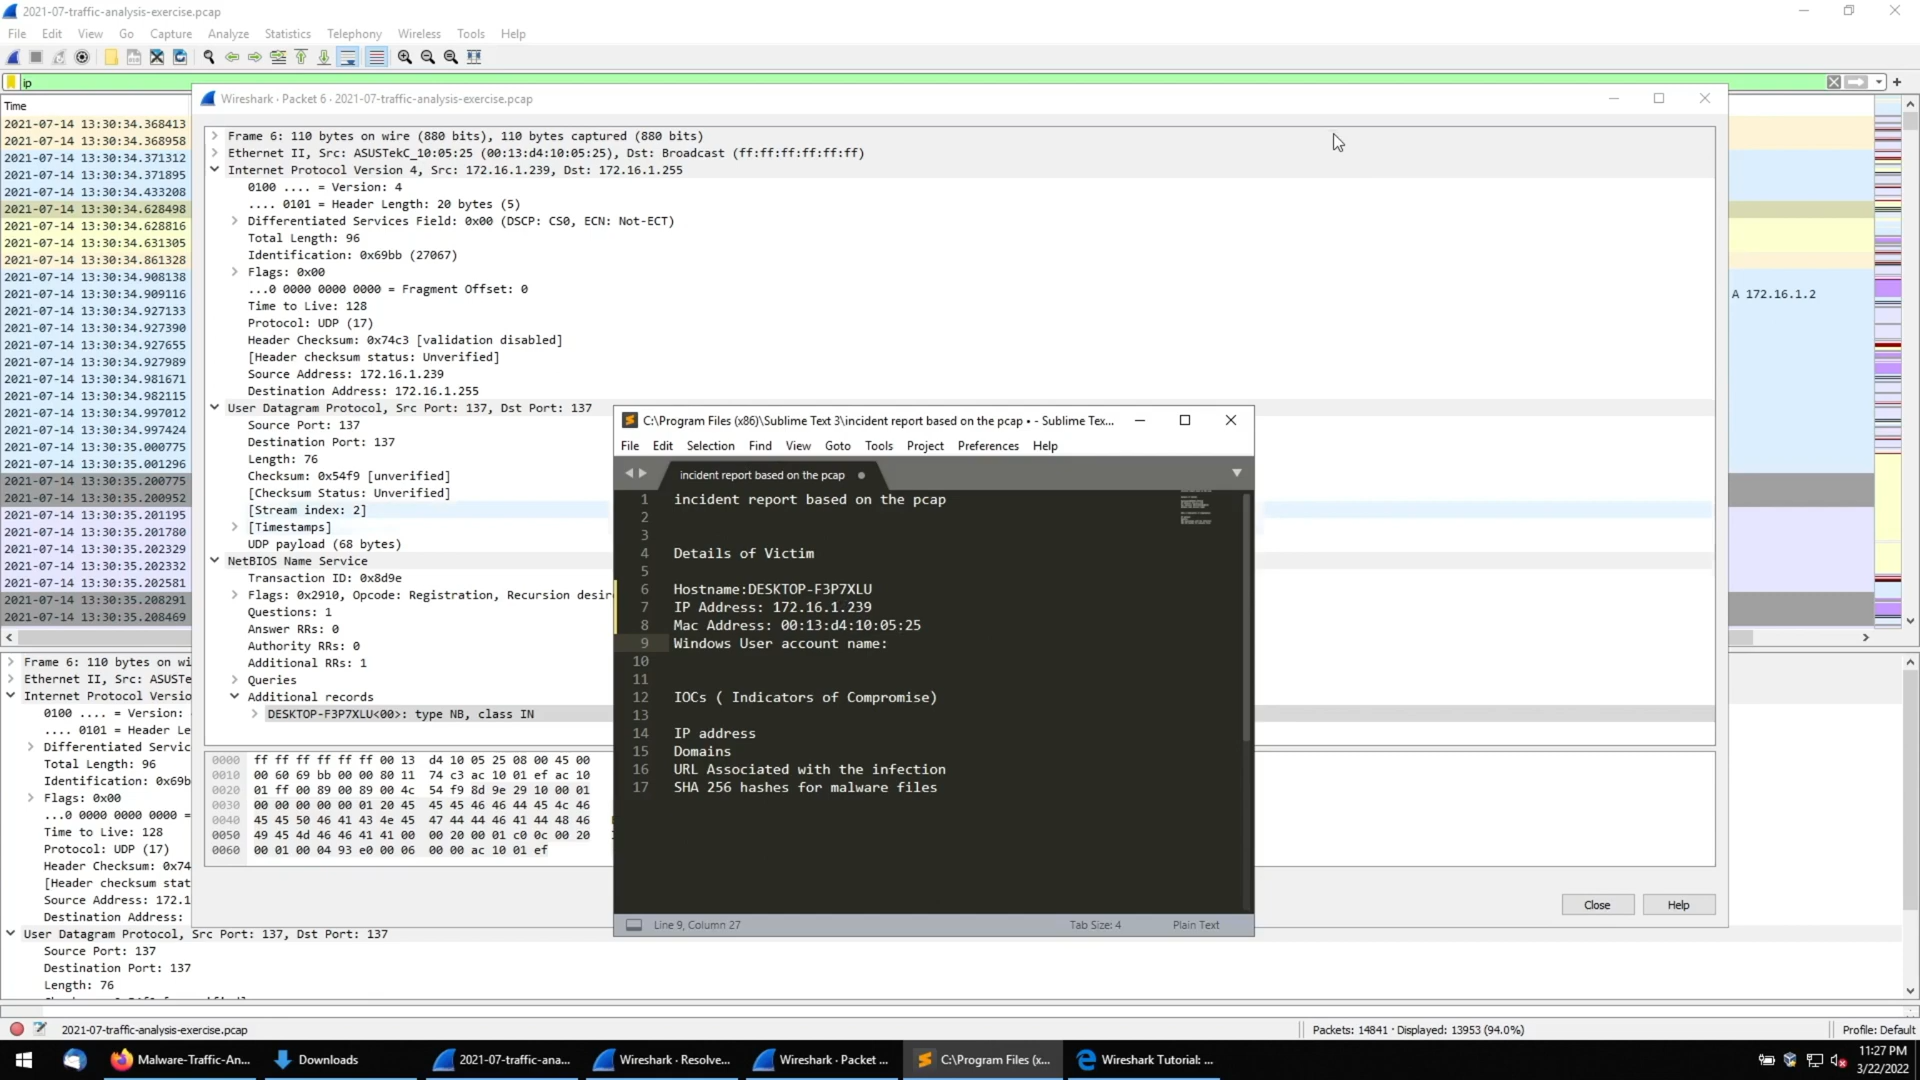 2021-07-traffic-analysis-exercise.pcap
File Edit View Go Capture Analyze Statistics Telephony Wireless Tools Help
ip
Time
2021-07-14 13:30:34.368413
2021-07-14 13:30:34.368958
2021-07-14 13:30:34.371312
2021-07-14 13:30:34.371895
2021-07-14 13:30:34.433208
2021-07-14 13:30:34.628498
2021-07-14 13:30:34.628816
2021-07-14 13:30:34.631305
2021-07-14 13:30:34.861328
2021-07-14 13:30:34.908138
2021-07-14 13:30:34.909116
A 172.16.1.2
2021-07-14 13:30:34.927133
2021-07-14 13:30:34.927390
2021-07-14 13:30:34.927655
2021-07-14 13:30:34.927989
2021-07-14 13:30:34.981671
2021-07-14 13:30:34.982115
2021-07-14 13:30:34.997012
2021-07-14 13:30:34.997424
2021-07-14 13:30:35.000775
2021-07-14 13:30:35.001296
2021-07-14 13:30:35.200775
2021-07-14 13:30:35.200952
2021-07-14 13:30:35.201195
2021-07-14 13:30:35.201780
2021-07-14 13:30:35.202329
2021-07-14 13:30:35.202332
2021-07-14 13:30:35.202581
2021-07-14 13:30:35.208291
2021-07-14 13:30:35.208469
Wireshark · Packet 6 · 2021-07-traffic-analysis-exercise.pcap
Frame 6: 110 bytes on wire (880 bits), 110 bytes captured (880 bits)
Ethernet II, Src: ASUSTekC_10:05:25 (00:13:d4:10:05:25), Dst: Broadcast (ff:ff:ff:ff:ff:ff)
Internet Protocol Version 4, Src: 172.16.1.239, Dst: 172.16.1.255
0100 .... = Version: 4
.... 0101 = Header Length: 20 bytes (5)
Differentiated Services Field: 0x00 (DSCP: CS0, ECN: Not-ECT)
Total Length: 96
Identification: 0x69bb (27067)
Flags: 0x00
...0 0000 0000 0000 = Fragment Offset: 0
Time to Live: 128
Protocol: UDP (17)
Header Checksum: 0x74c3 [validation disabled]
[Header checksum status: Unverified]
Source Address: 172.16.1.239
Destination Address: 172.16.1.255
User Datagram Protocol, Src Port: 137, Dst Port: 137
Source Port: 137
Destination Port: 137
Length: 76
Checksum: 0x54f9 [unverified]
[Checksum Status: Unverified]
[Stream index: 2]
[Timestamps]
UDP payload (68 bytes)
NetBIOS Name Service
Transaction ID: 0x8d9e
Flags: 0x2910, Opcode: Registration, Recursion desir
Questions: 1
Answer RRs: 0
Authority RRs: 0
Additional RRs: 1
Queries
Additional records
DESKTOP-F3P7XLU<00>: type NB, class IN
0000 ff ff ff ff ff ff 00 13 d4 10 05 25 08 00 45 00
0010 00 60 69 bb 00 00 80 11 74 c3 ac 10 01 ef ac 10
0020 01 ff 00 89 00 89 00 4c 54 f9 8d 9e 29 10 00 01
0030 00 00 00 00 00 01 20 45 45 45 46 46 44 45 4c 46
0040 45 45 50 46 41 43 4e 45 47 44 44 46 41 44 48 46
0050 49 45 4d 46 46 41 41 00 00 20 00 01 c0 0c 00 20
0060 00 01 00 04 93 e0 00 06 00 00 ac 10 01 ef
Close Help
C:\Program Files (x86)\Sublime Text 3\incident report based on the pcap • - Sublime Tex...
File Edit Selection Find View Goto Tools Project Preferences Help
incident report based on the pcap
1 incident report based on the pcap
2
3
4 Details of Victim
5
6 Hostname:DESKTOP-F3P7XLU
7 IP Address: 172.16.1.239
8 Mac Address: 00:13:d4:10:05:25
9 Windows User account name:
10
11
12 IOCs ( Indicators of Compromise)
13
14 IP address
15 Domains
16 URL Associated with the infection
17 SHA 256 hashes for malware files
Line 9, Column 27 Tab Size: 4 Plain Text
Frame 6: 110 bytes on wi
Ethernet II, Src: ASUSTe
Internet Protocol Versio
0100 .... = Version:
.... 0101 = Header Le
Differentiated Servic
Total Length: 96
Identification: 0x69b
Flags: 0x00
...0 0000 0000 0000 =
Time to Live: 128
Protocol: UDP (17)
Header Checksum: 0x74
[Header checksum stat
Source Address: 172.1
Destination Address:
User Datagram Protocol, Src Port: 137, Dst Port: 137
Source Port: 137
Destination Port: 137
Length: 76
2021-07-traffic-analysis-exercise.pcap Packets: 14841 · Displayed: 13953 (94.0%) Profile: Default
Malware-Traffic-An... Downloads 2021-07-traffic-ana... Wireshark · Resolve... Wireshark · Packet ... C:\Program Files (x... Wireshark Tutorial: ...
11:27 PM
3/22/2022